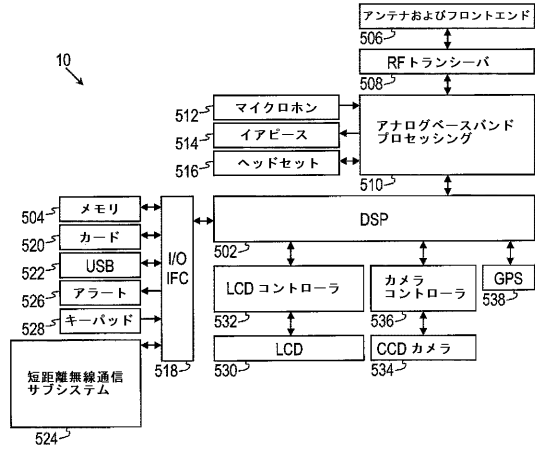 アンテナおよびフロントエンド
506
10
RFトランシーバ
508
512
マイクロホン
514
イアピース
516
ヘッドセット
アナログベースバンド
プロセッシング
510
504
メモリ
520
カード
522
USB
526
アラート
528
キーパッド
I/O
IFC
518
短距離無線通信
サブシステム
524
DSP
502
LCDコントローラ
532
カメラ
コントローラ
536
GPS
538
LCD
530
CCDカメラ
534